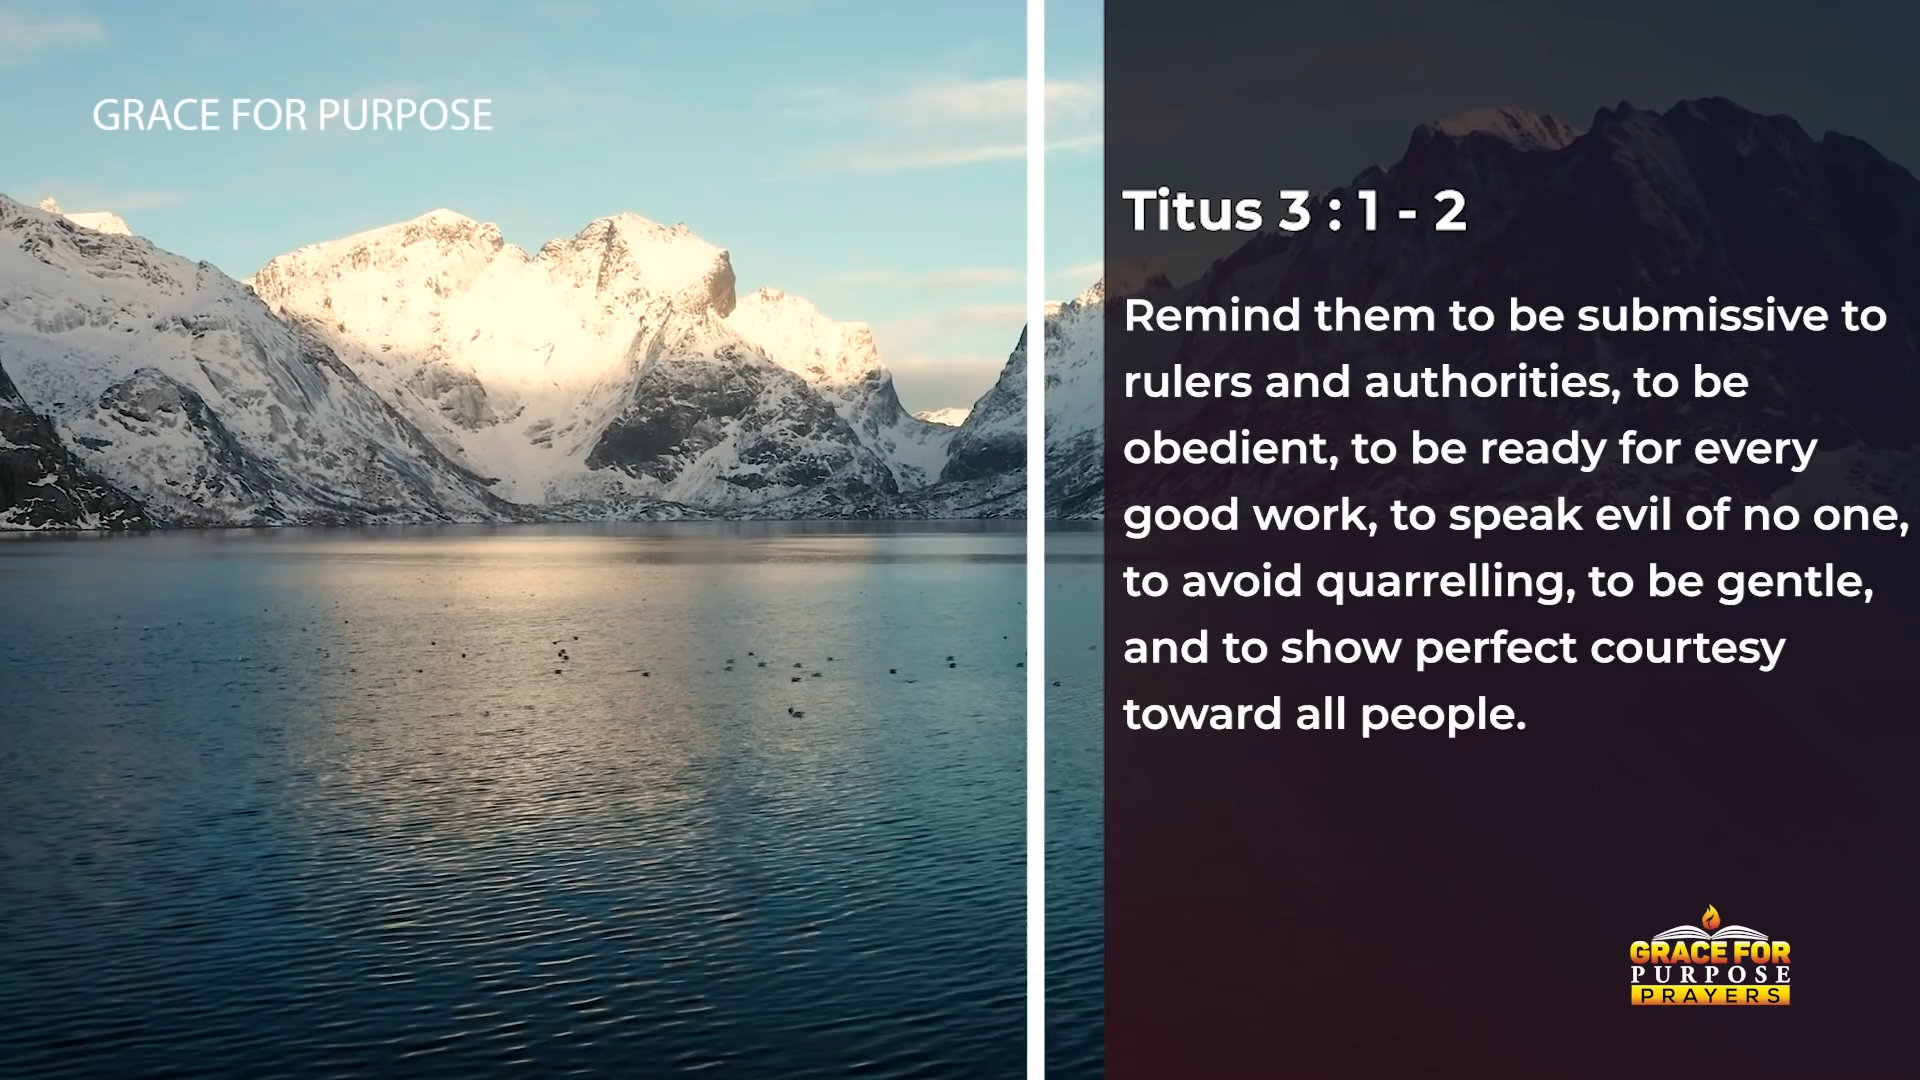 GRACE FOR PURPOSE
Titus 3 : 1 - 2
Remind them to be submissive to
rulers and authorities, to be
obedient, to be ready for every
good work, to speak evil of no one,
to avoid quarrelling, to be gentle,
and to show perfect courtesy
toward all people.
GRACE FOR
PURPOSE
PRAYERS